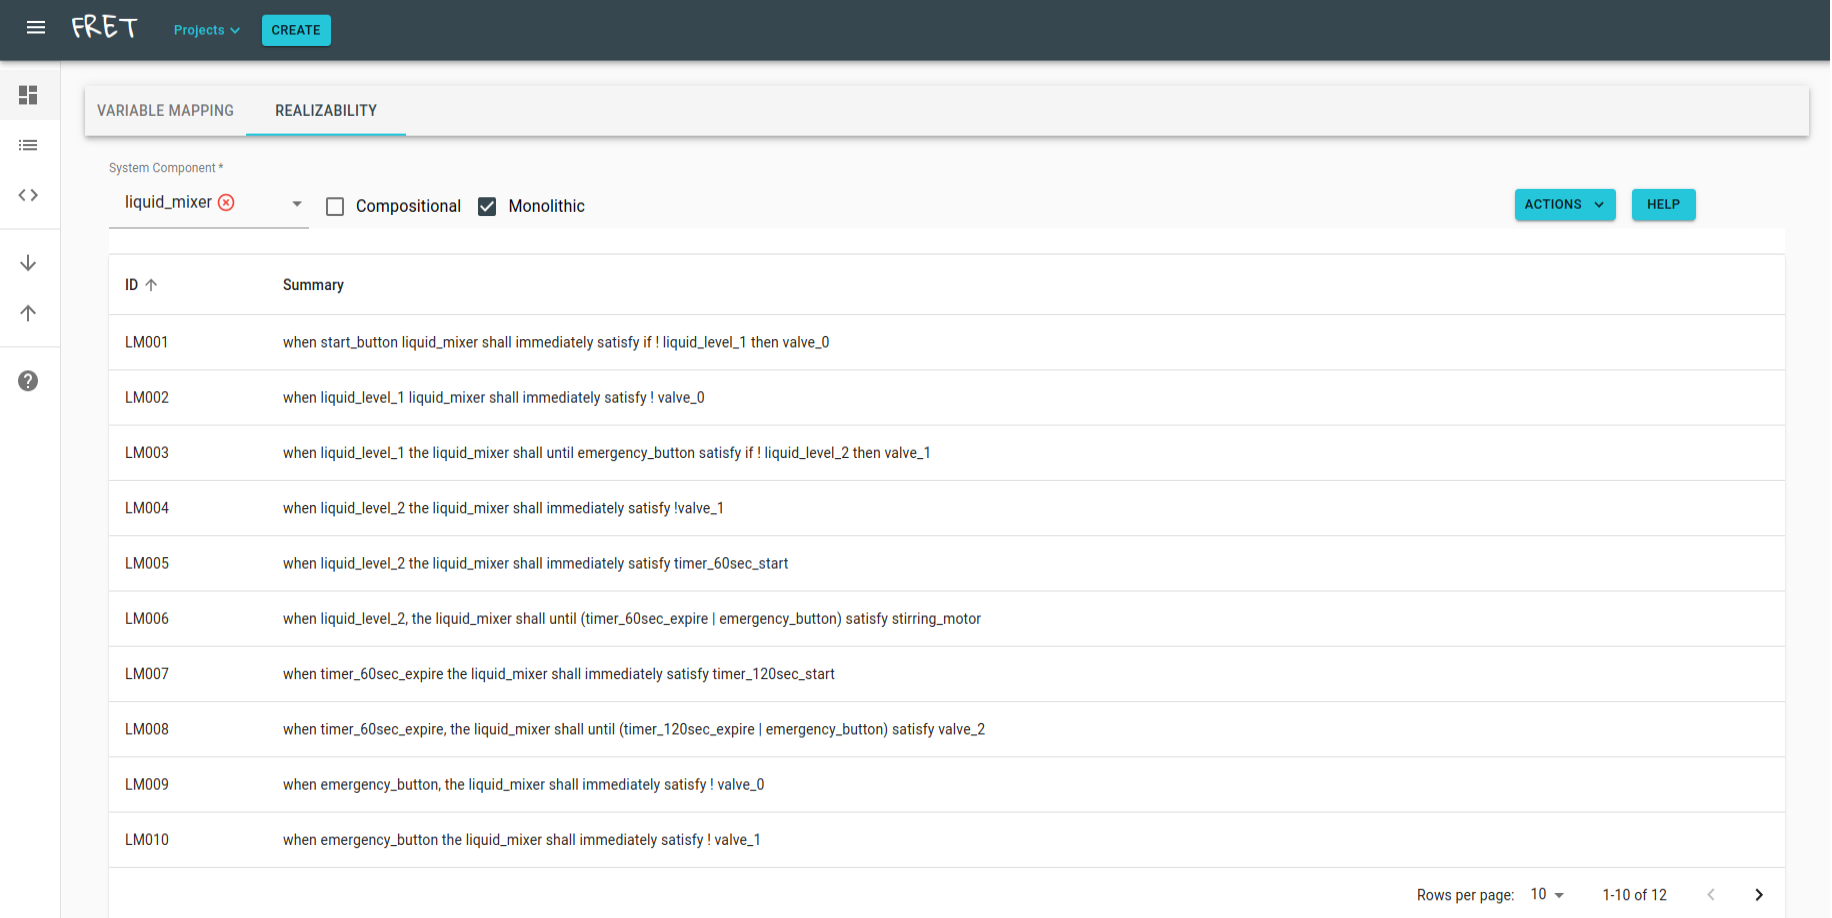 FRET Projects CREATE
VARIABLE MAPPING REALIZABILITY
System Component *
liquid_mixer Compositional Monolithic ACTIONS HELP
ID Summary
LM001 when start_button liquid_mixer shall immediately satisfy if ! liquid_level_1 then valve_0
LM002 when liquid_level_1 liquid_mixer shall immediately satisfy ! valve_0
LM003 when liquid_level_1 the liquid_mixer shall until emergency_button satisfy if ! liquid_level_2 then valve_1
LM004 when liquid_level_2 the liquid_mixer shall immediately satisfy !valve_1
LM005 when liquid_level_2 the liquid_mixer shall immediately satisfy timer_60sec_start
LM006 when liquid_level_2, the liquid_mixer shall until (timer_60sec_expire | emergency_button) satisfy stirring_motor
LM007 when timer_60sec_expire the liquid_mixer shall immediately satisfy timer_120sec_start
LM008 when timer_60sec_expire, the liquid_mixer shall until (timer_120sec_expire | emergency_button) satisfy valve_2
LM009 when emergency_button, the liquid_mixer shall immediately satisfy ! valve_0
LM010 when emergency_button the liquid_mixer shall immediately satisfy ! valve_1
Rows per page: 10 1-10 of 12